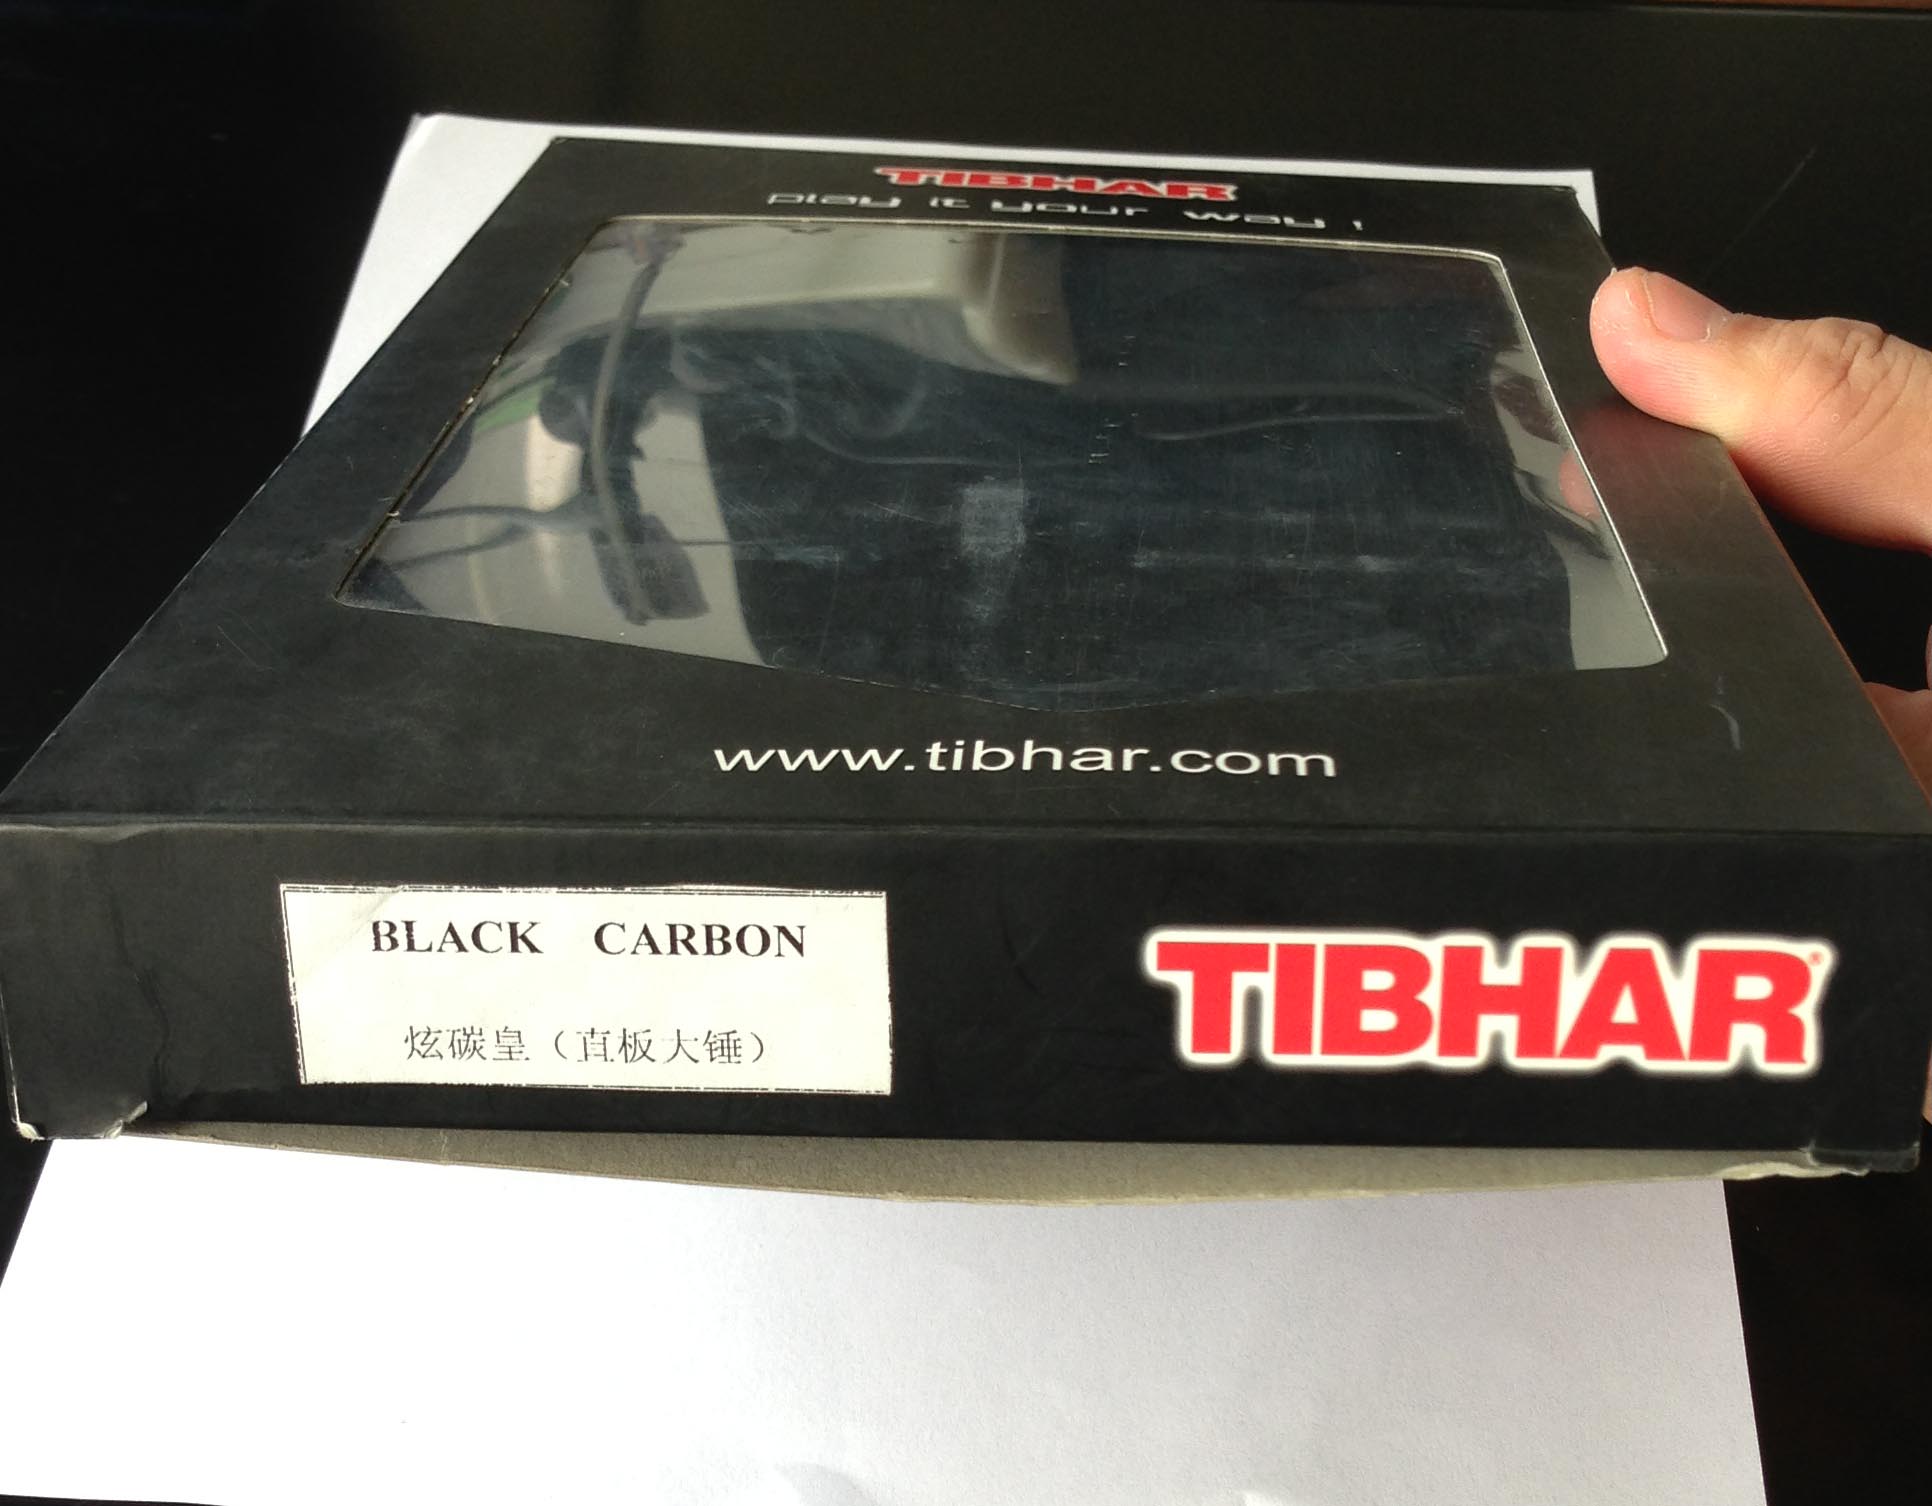 TIBHAR
play it your way !
www.tibhar.com
BLACK CARBON
炫碳皇（直板大锤）
TIBHAR®